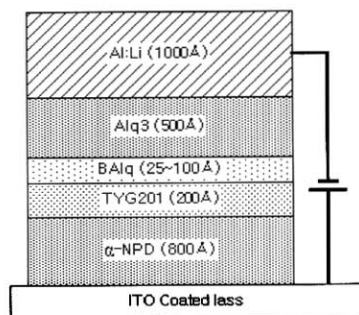 Al:Li (1000Å)
Alq3 (500Å)
BAlq (25~100Å)
TYG201 (200Å)
α-NPD (800Å)
ITO Coated lass